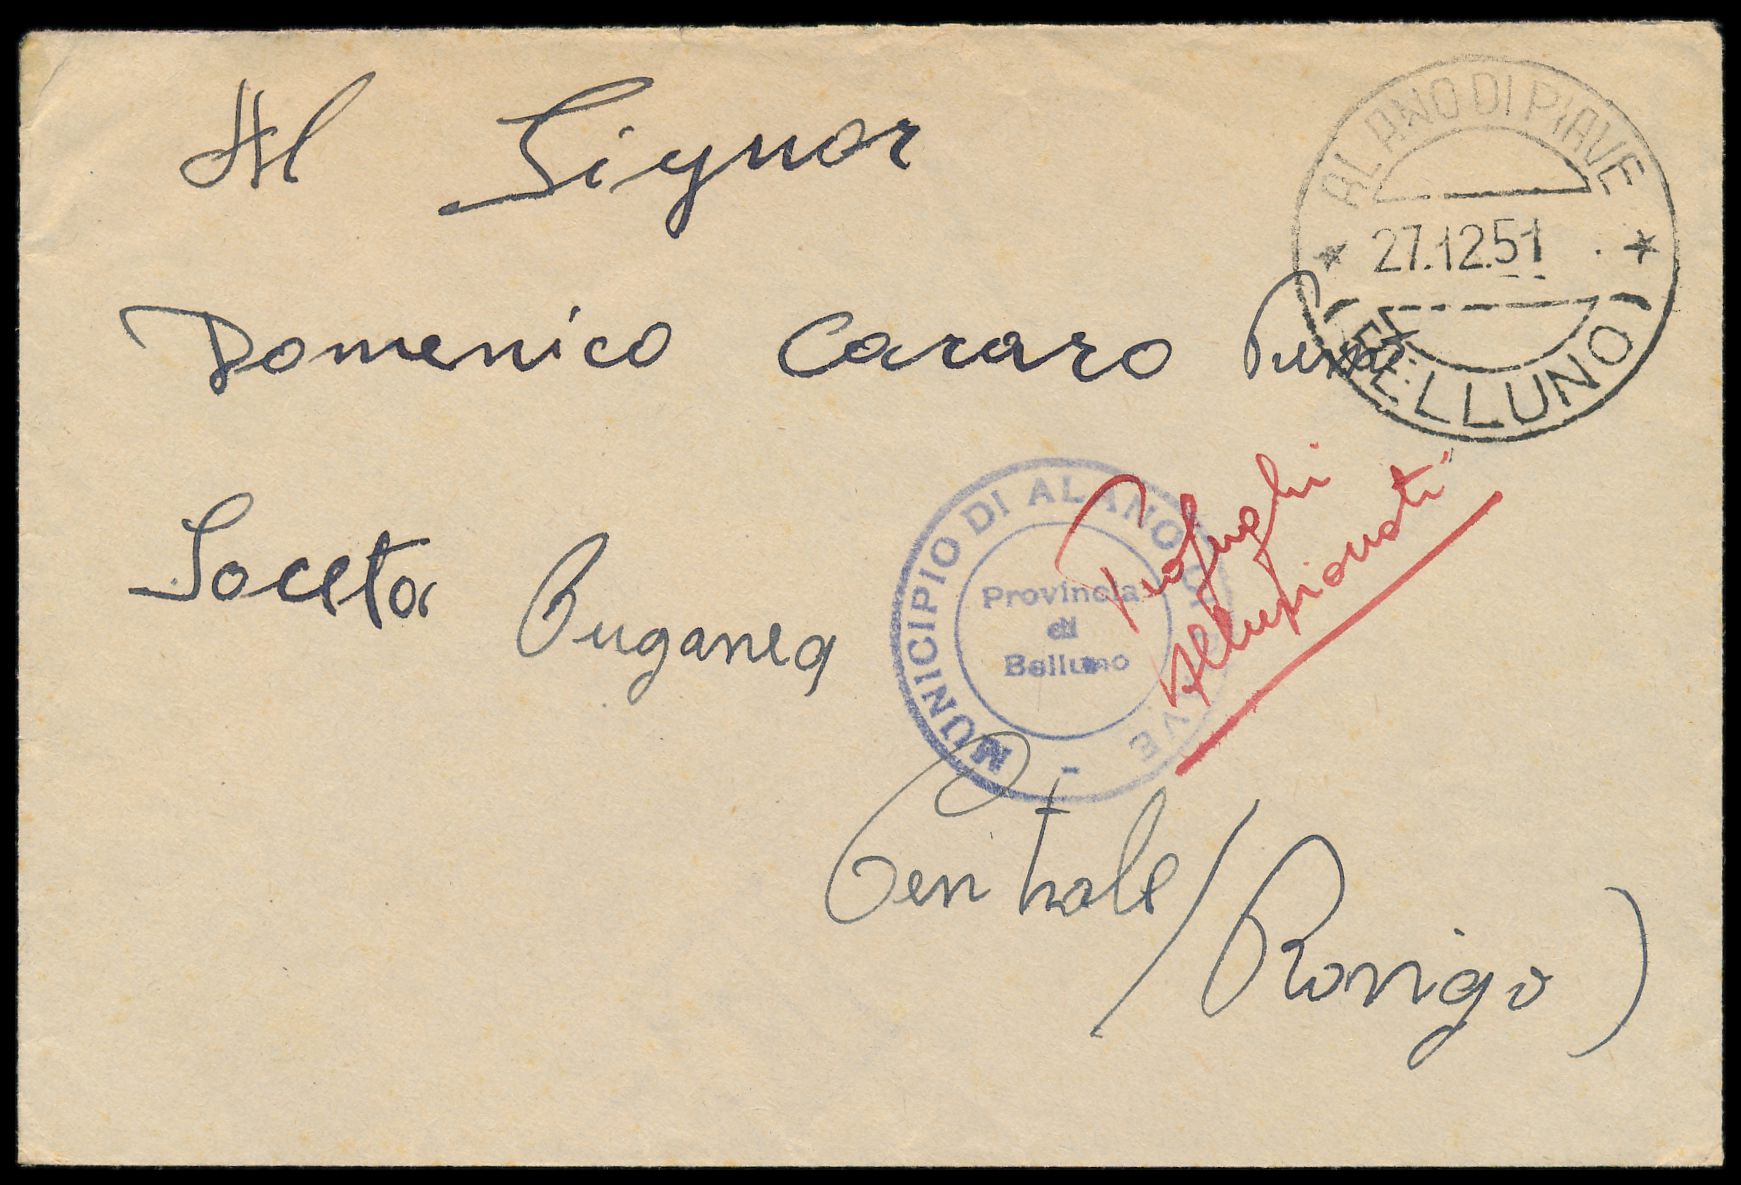 Al Signor
ALANO DI PIAVE
27.12.51
BELLUNO
Domenico Cararo
Profughi
Alluvionati"
MUNICIPIO DI ALANO DI PIAVE
Provincia
di
Belluno
Euganea
Centrale
(Rovigo)